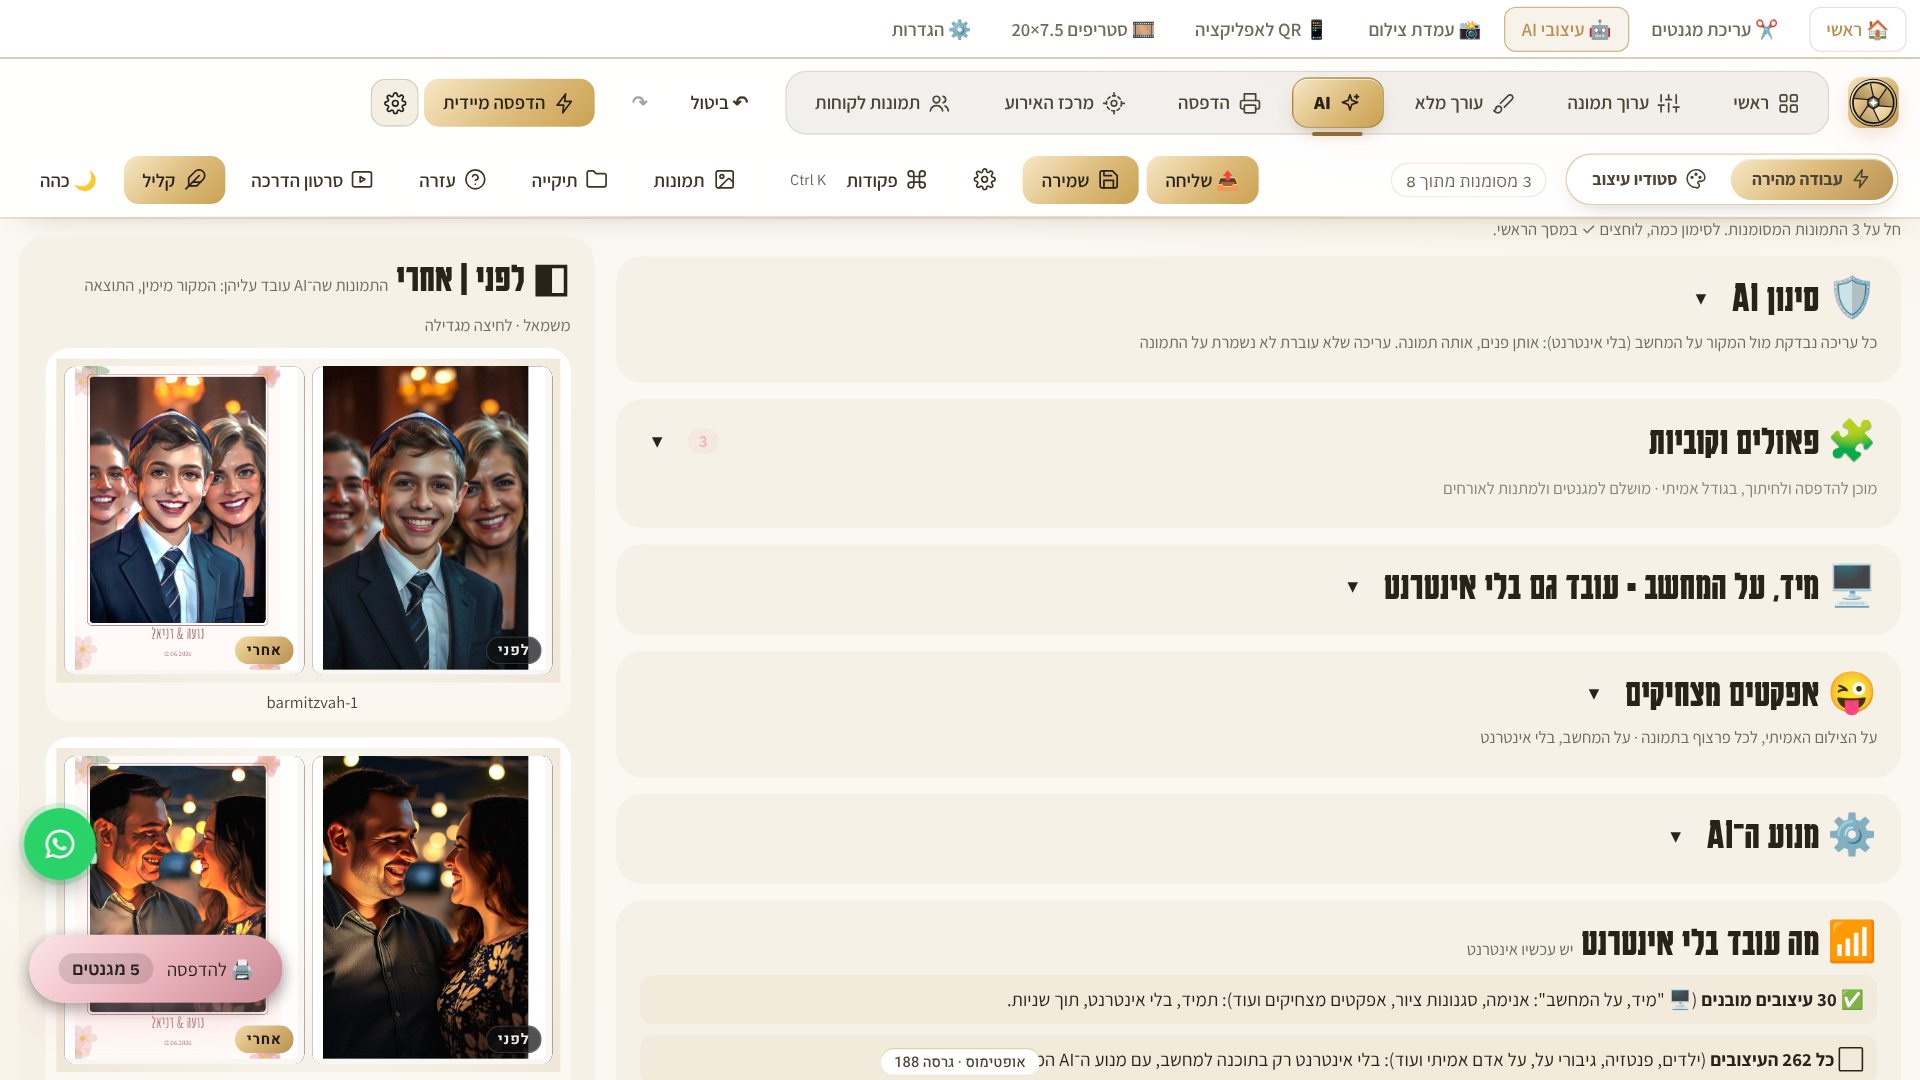 🏠 ראשי
✂️ עריכת מגנטים
🤖 עיצובי AI
📸 עמדת צילום
📱 QR לאפליקציה
🎞️ סטריפים 7.5×20
⚙️ הגדרות
ראשי
ערוך תמונה
עורך מלא
AI
הדפסה
מרכז האירוע
תמונות לקוחות
↶ ביטול
↷
הדפסה מיידית
עבודה מהירה
סטודיו עיצוב
3 מסומנות מתוך 8
📤 שליחה
שמירה
פקודות Ctrl K
תמונות
תיקייה
עזרה
סרטון הדרכה
קליל
🌙 כהה
חל על 3 התמונות המסומנות. לסימון כמה, לוחצים ✓ במסך הראשי.
🛡️ סינון AI ▼
כל עריכה נבדקת מול המקור על המחשב (בלי אינטרנט): אותן פנים, אותה תמונה. עריכה שלא עוברת לא נשמרת על התמונה
🧩 פאזלים וקוביות 3 ▼
מוכן להדפסה ולחיתוך, בגודל אמיתי · מושלם למגנטים ולמתנות לאורחים
🖥️ מיד, על המחשב - עובד גם בלי אינטרנט ▼
😜 אפקטים מצחיקים ▼
על הצילום האמיתי, לכל פרצוף בתמונה · על המחשב, בלי אינטרנט
⚙️ מנוע ה־AI ▼
📶 מה עובד בלי אינטרנט יש עכשיו אינטרנט
✅ 30 עיצובים מובנים (🖥️ "מיד, על המחשב": אנימה, סגנונות ציור, אפקטים מצחיקים ועוד): תמיד, בלי אינטרנט, תוך שניות.
כל 262 העיצובים (ילדים, פנטזיה, גיבורי על, על אדם אמיתי ועוד): בלי אינטרנט רק בתוכנה למחשב, עם מנוע ה־AI
אופטימוס · גרסה 188
◧ לפני | אחרי התמונות שה־AI עובד עליהן: המקור מימין, התוצאה
משמאל · לחיצה מגדילה
לפני
אחרי
נועה & דניאל
12.06.2026
barmitzvah-1
לפני
אחרי
נועה & דניאל
12.06.2026
🖨️ להדפסה 5 מגנטים